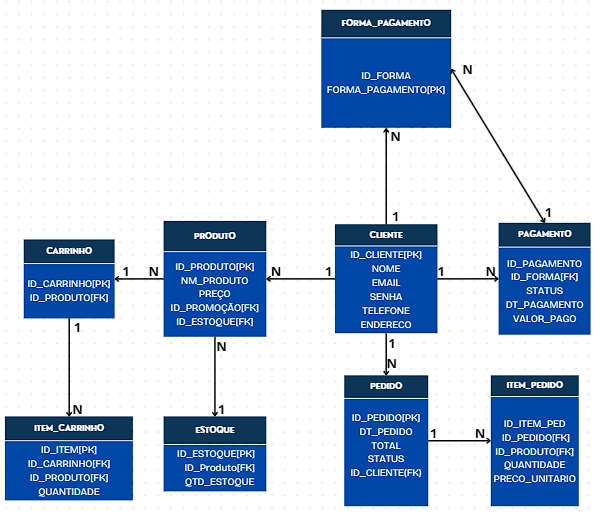 FORMA_PAGAMENTO
ID_FORMA
FORMA_PAGAMENTO[PK]
N
N
1
1
CLIENTE
ID_CLIENTE[PK]
NOME
EMAIL
SENHA
TELEFONE
ENDERECO
PAGAMENTO
ID_PAGAMENTO
ID_FORMA[FK]
STATUS
DT_PAGAMENTO
VALOR_PAGO
1
N
PRODUTO
ID_PRODUTO[PK]
NM_PRODUTO
PREÇO
ID_PROMOÇÃO[FK]
ID_ESTOQUE[FK]
N
1
CARRINHO
ID_CARRINHO[PK]
ID_PRODUTO[FK]
1
N
1
N
ITEM_CARRINHO
ID_ITEM[PK]
ID_CARRINHO[FK]
ID_PRODUTO[FK]
QUANTIDADE
N
1
ESTOQUE
ID_ESTOQUE[PK]
ID_Produto[FK]
QTD_ESTOQUE
1
N
PEDIDO
ID_PEDIDO[PK]
DT_PEDIDO
TOTAL
STATUS
ID_CLIENTE(FK]
1
N
ITEM_PEDIDO
ID_ITEM_PED
ID_PEDIDO[FK]
ID_PRODUTO[FK]
QUANTIDADE
PRECO_UNITARIO